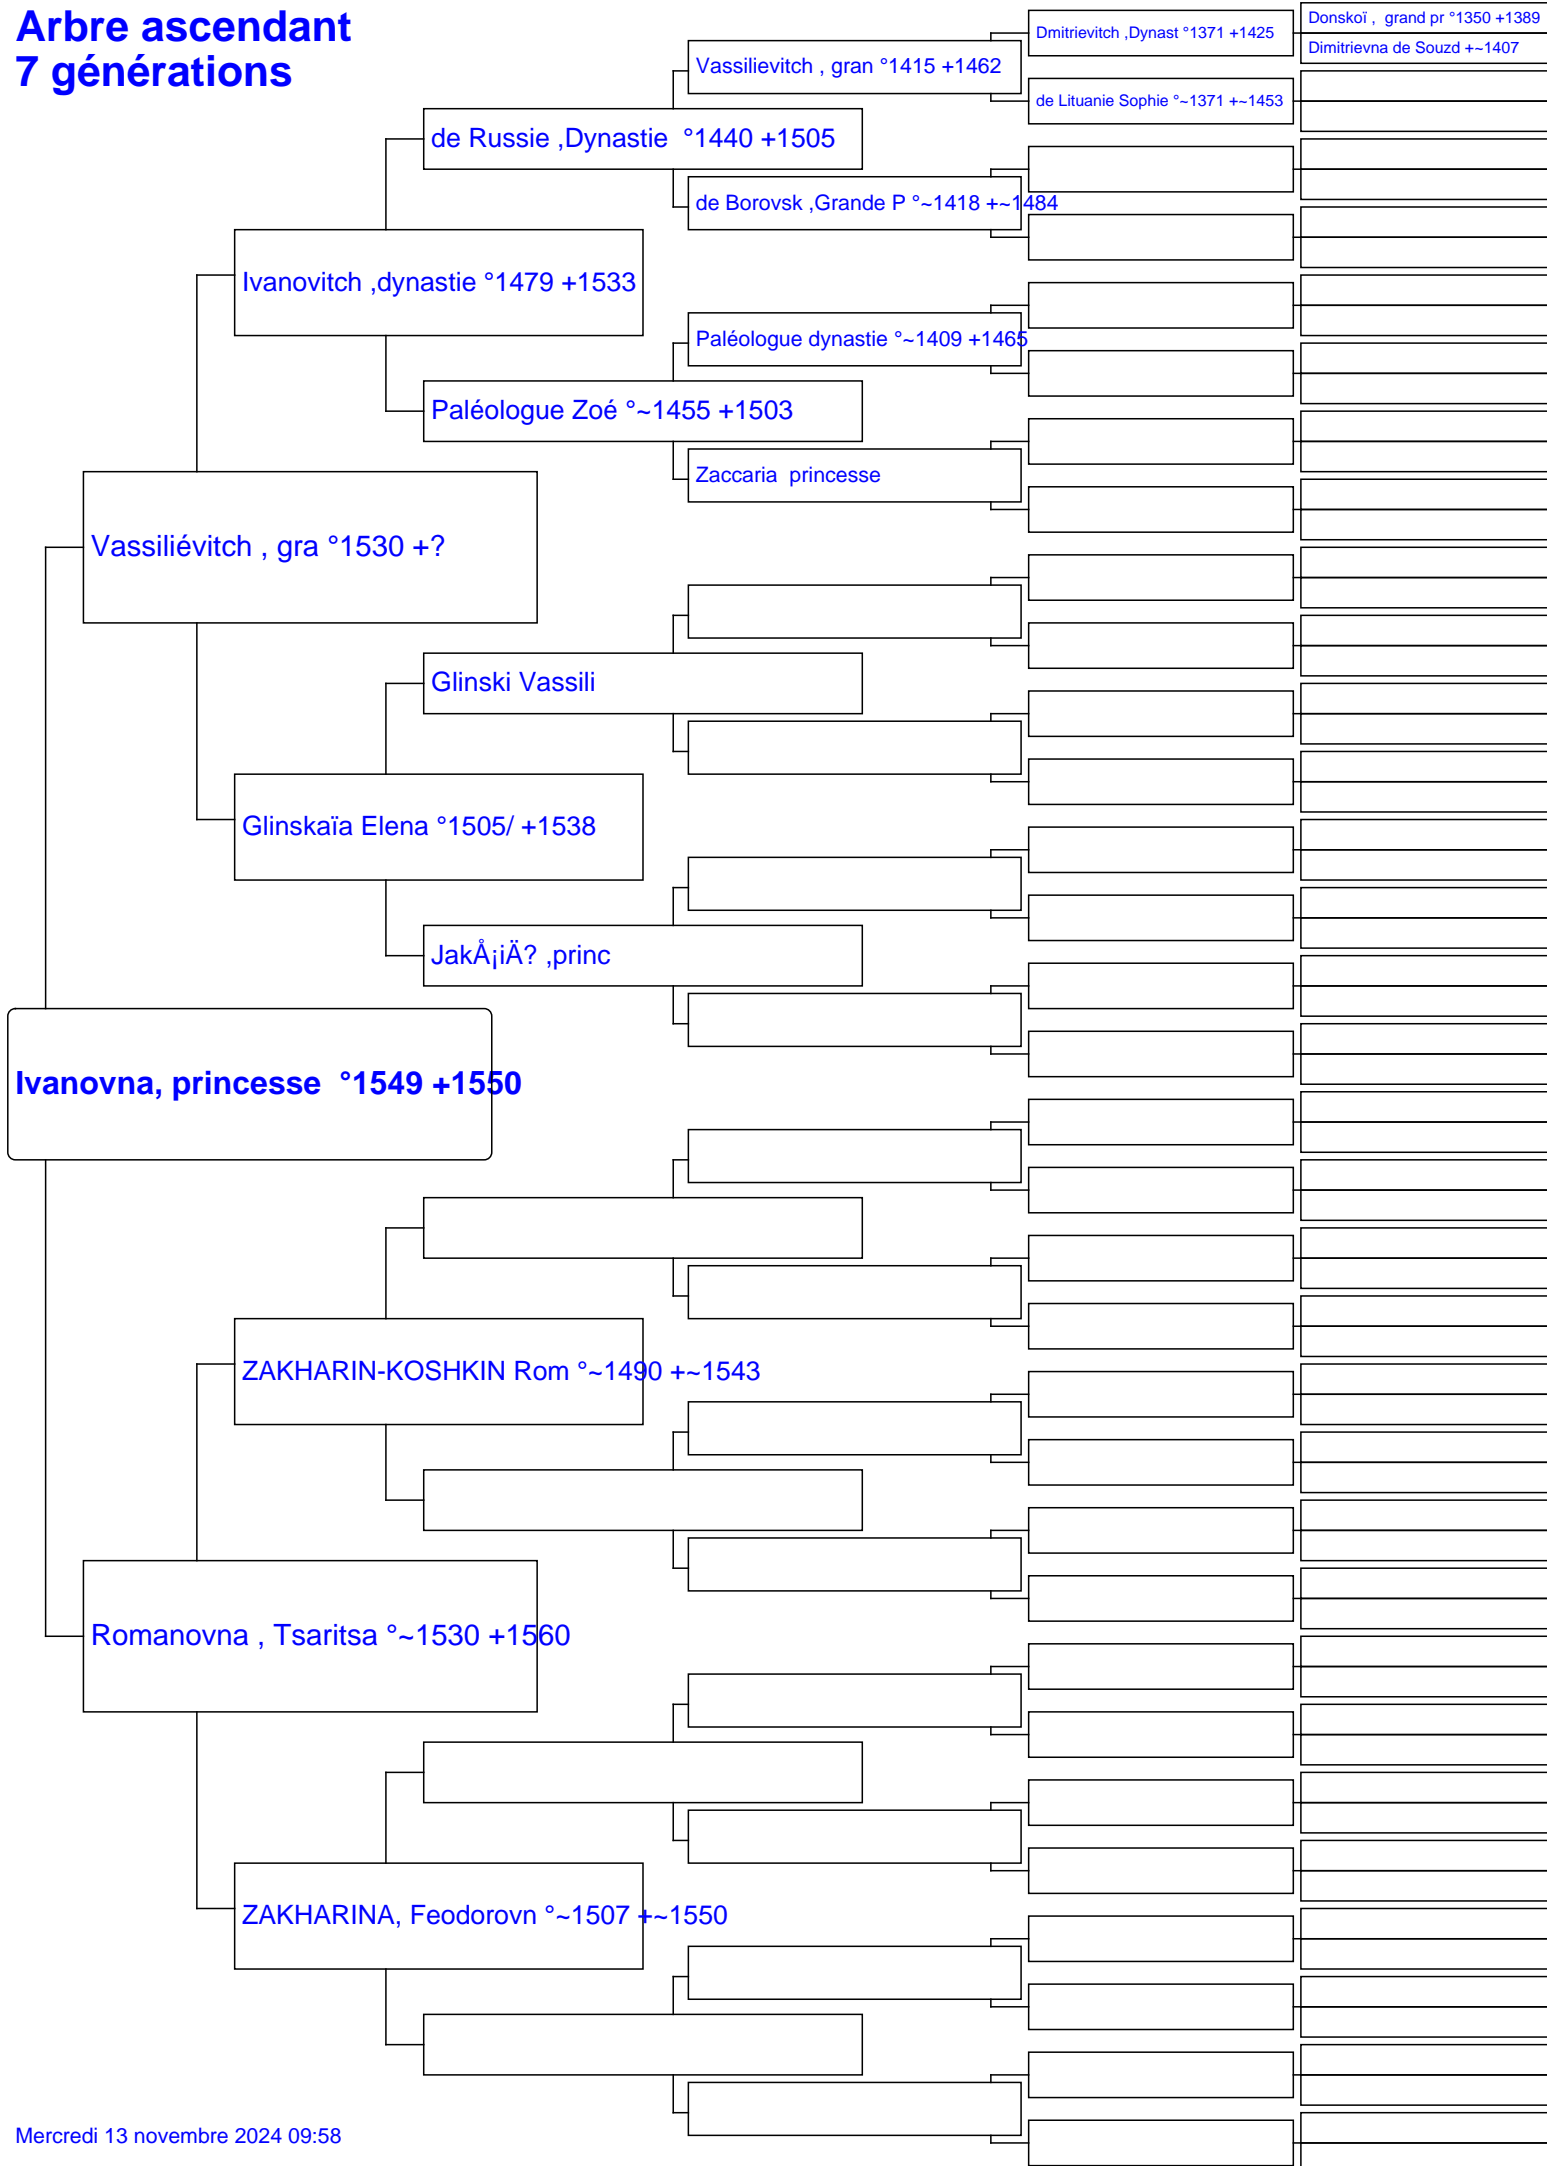 Arbre ascendant
7 générations
Donskoï , grand pr °1350 +1389
Dmitrievitch ,Dynast °1371 +1425
Dimitrievna de Souzd +~1407
Vassilievitch , gran °1415 +1462
de Lituanie Sophie °~1371 +~1453
de Russie ,Dynastie °1440 +1505
de Borovsk ,Grande P °~1418 +~1484
Ivanovitch ,dynastie °1479 +1533
Paléologue dynastie °~1409 +1465
Paléologue Zoé °~1455 +1503
Zaccaria princesse
Vassiliévitch , gra °1530 +?
Glinski Vassili
Glinskaïa Elena °1505/ +1538
JakÅ¡iÄ? ,princ
Ivanovna, princesse °1549 +1550
ZAKHARIN-KOSHKIN Rom °~1490 +~1543
Romanovna , Tsaritsa °~1530 +1560
ZAKHARINA, Feodorovn °~1507 +~1550
Mercredi 13 novembre 2024 09:58